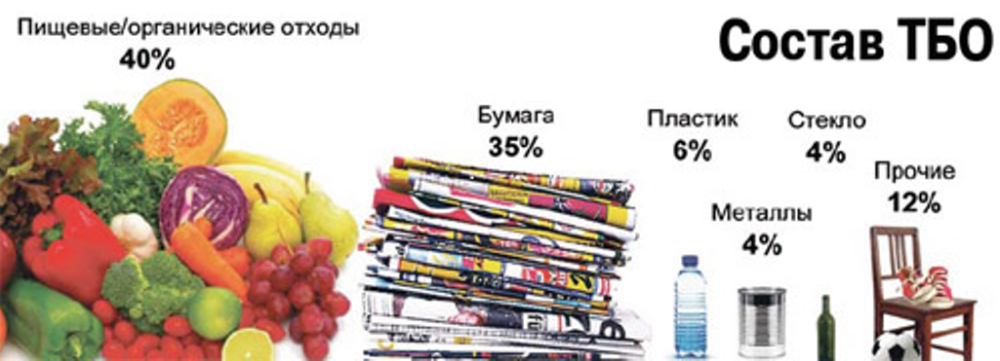 Состав ТБО
Пищевые/органические отходы
40%
Бумага
35%
Пластик
6%
Металлы
4%
Стекло
4%
Прочие
12%